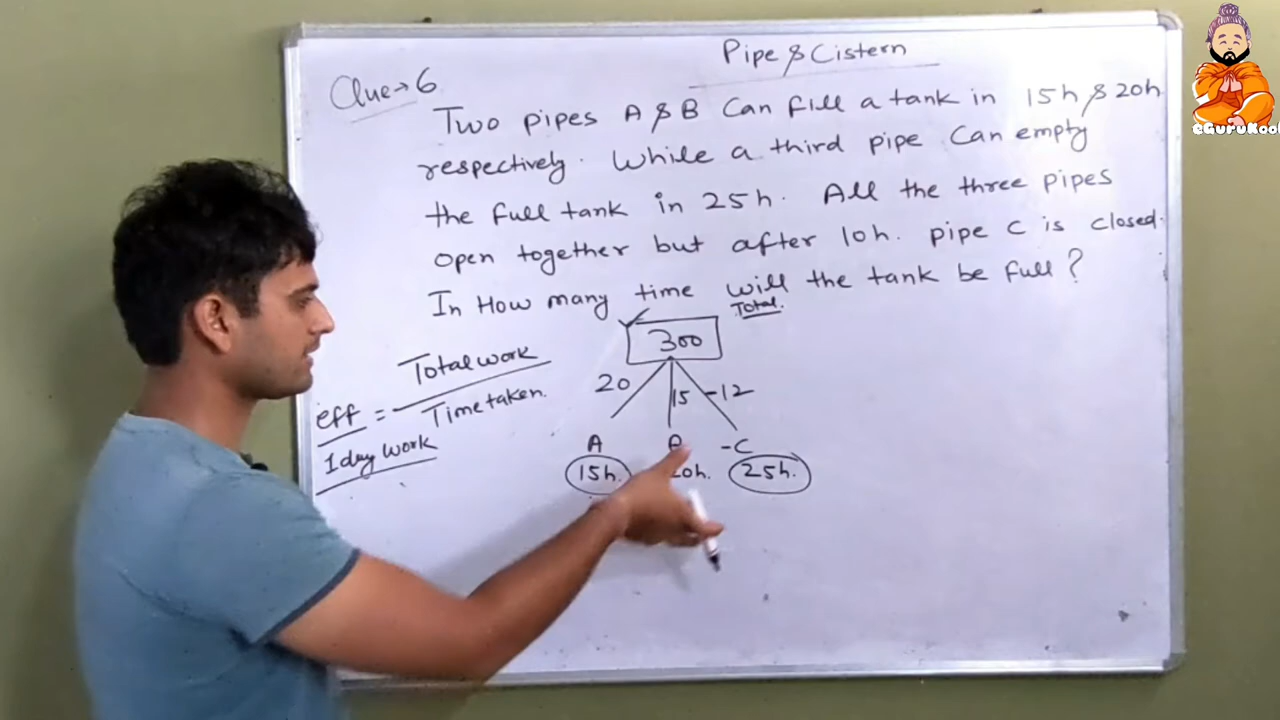 Pipe & Cistern
Clue → 6
Two pipes A & B Can fill a tank in 15h & 20h
respectively. While a third pipe Can empty
the full tank in 25h. All the three pipes
open together but after 10h. pipe C is closed.
In How many time will the tank be full?
Total.
300
20 15 -12
A -C
15h. 25h.
eff = Total work
Time taken.
1 day work